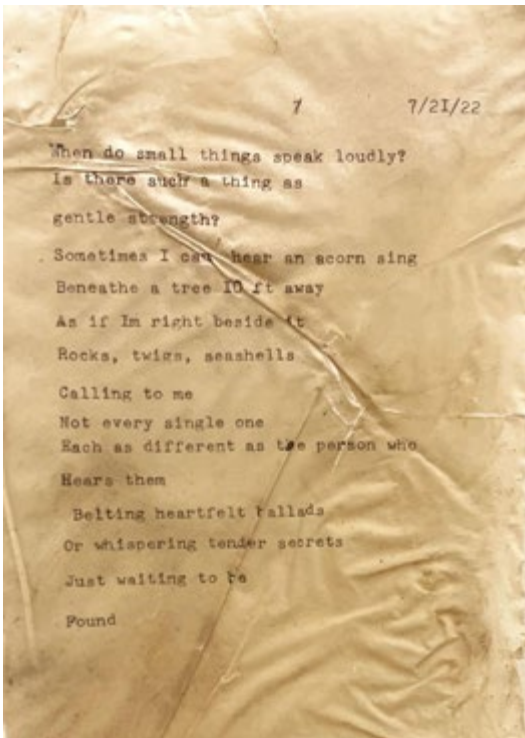 7 7/2I/22
When do small things speak loudly?
Is there such a thing as
gentle strength?
Sometimes I can hear an acorn sing
Beneathe a tree IO ft away
As if Im right beside it
Rocks, twigs, seashells
Calling to me
Not every single one
Each as different as the person who
Hears them
Belting heartfelt ballads
Or whispering tender secrets
Just waiting to be
Found